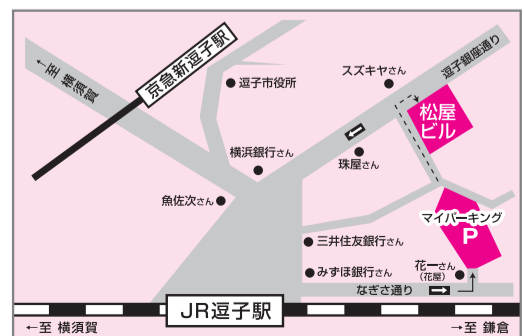 ↑至 横須賀
京急新逗子駅
逗子市役所
スズキヤさん
逗子銀座通り
松屋
ビル
横浜銀行さん
珠屋さん
魚佐次さん
マイパーキング
P
三井住友銀行さん
みずほ銀行さん
花一さん
(花屋)
なぎさ通り
JR逗子駅
←至 横須賀
→至 鎌倉